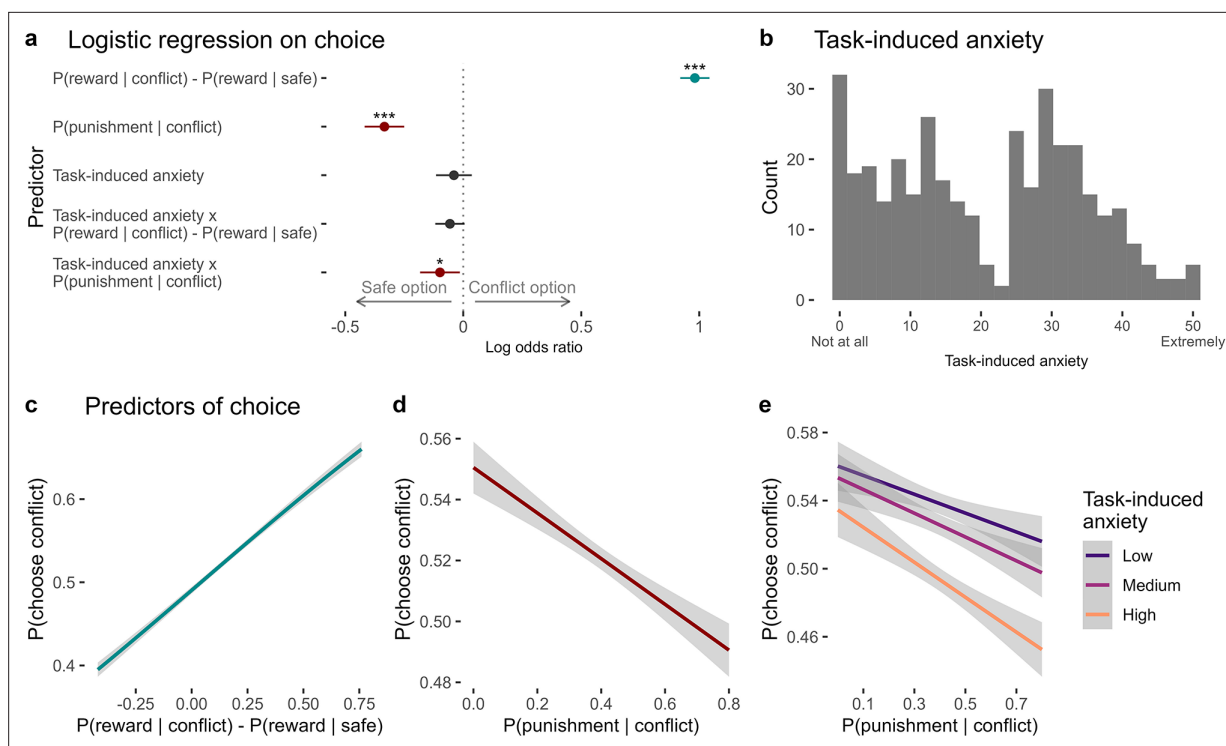 a Logistic regression on choice
Predictor
P(reward | conflict) - P(reward | safe)
***
P(punishment | conflict)
***
Task-induced anxiety
Task-induced anxiety x
P(reward | conflict) - P(reward | safe)
Task-induced anxiety x
P(punishment | conflict)
*
Safe option Conflict option
-0.5 0 0.5 1
Log odds ratio
b Task-induced anxiety
Count
30
20
10
0
0 10 20 30 40 50
Not at all Extremely
Task-induced anxiety
c Predictors of choice
P(choose conflict)
0.6
0.5
0.4
-0.25 0.00 0.25 0.50 0.75
P(reward | conflict) - P(reward | safe)
d
P(choose conflict)
0.56
0.54
0.52
0.50
0.48
0.0 0.2 0.4 0.6 0.8
P(punishment | conflict)
e
P(choose conflict)
0.58
0.54
0.50
0.46
0.1 0.3 0.5 0.7
P(punishment | conflict)
Task-induced
anxiety
Low
Medium
High